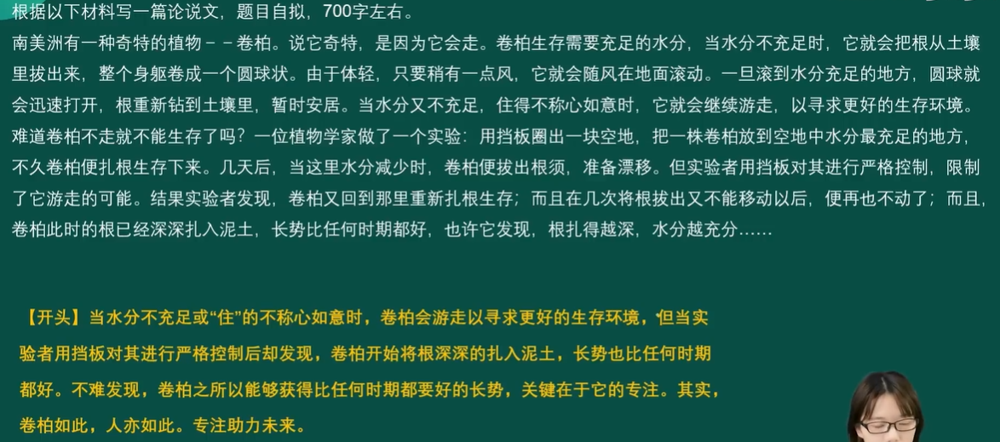 根据以下材料写一篇论说文，题目自拟，700字左右。
南美洲有一种奇特的植物－－卷柏。说它奇特，是因为它会走。卷柏生存需要充足的水分，当水分不充足时，它就会把根从土壤
里拔出来，整个身躯卷成一个圆球状。由于体轻，只要稍有一点风，它就会随风在地面滚动。一旦滚到水分充足的地方，圆球就
会迅速打开，根重新钻到土壤里，暂时安居。当水分又不充足，住得不称心如意时，它就会继续游走，以寻求更好的生存环境。
难道卷柏不走就不能生存了吗？一位植物学家做了一个实验：用挡板圈出一块空地，把一株卷柏放到空地中水分最充足的地方，
不久卷柏便扎根生存下来。几天后，当这里水分减少时，卷柏便拔出根须，准备漂移。但实验者用挡板对其进行严格控制，限制
了它游走的可能。结果实验者发现，卷柏又回到那里重新扎根生存；而且在几次将根拔出又不能移动以后，便再也不动了；而且，
卷柏此时的根已经深深扎入泥土，长势比任何时期都好，也许它发现，根扎得越深，水分越充分……
【开头】当水分不充足或“住”的不称心如意时，卷柏会游走以寻求更好的生存环境，但当实
验者用挡板对其进行严格控制后却发现，卷柏开始将根深深的扎入泥土，长势也比任何时期
都好。不难发现，卷柏之所以能够获得比任何时期都要好的长势，关键在于它的专注。其实，
卷柏如此，人亦如此。专注助力未来。